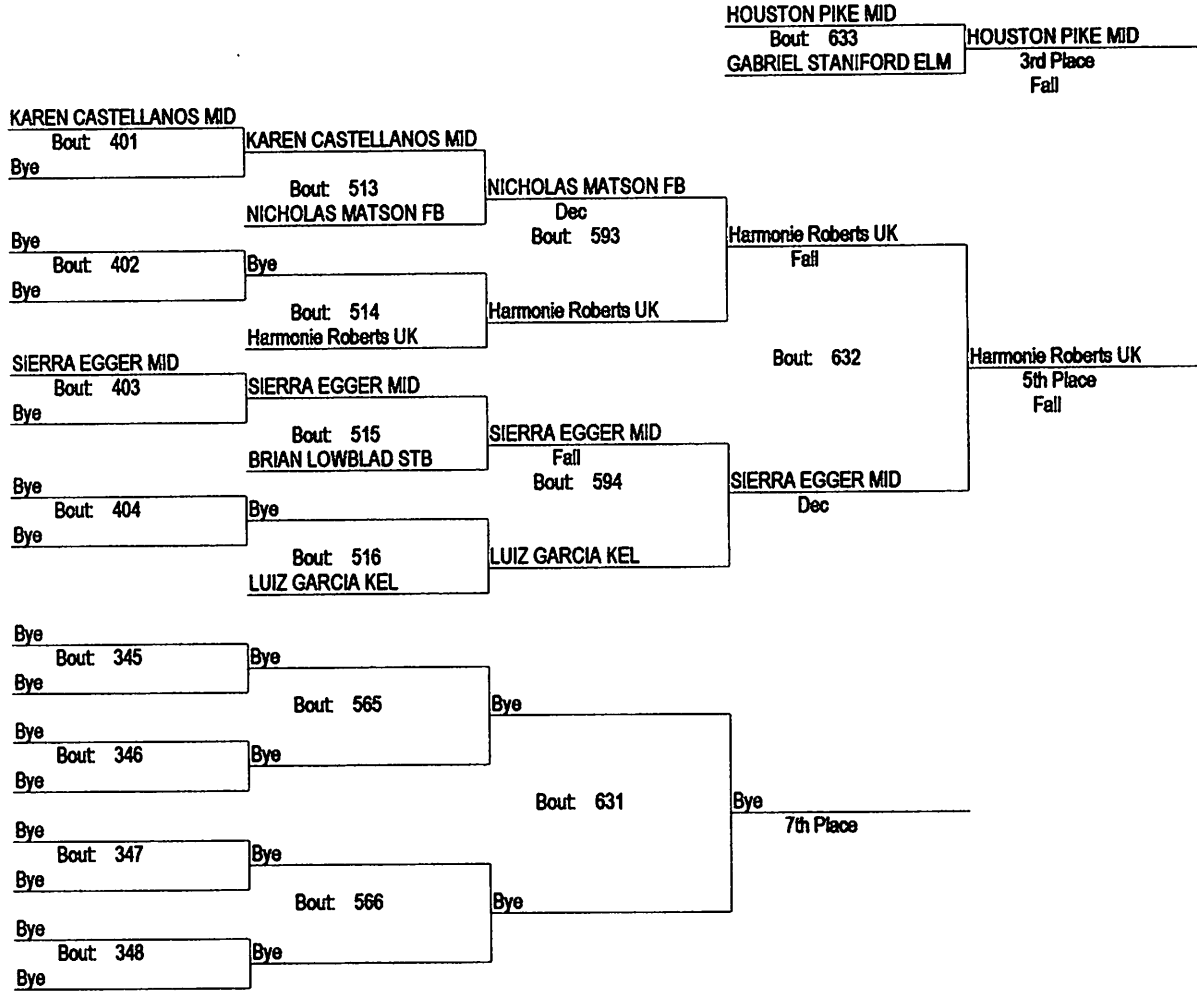 HOUSTON PIKE MID
Bout: 633
GABRIEL STANIFORD ELM
HOUSTON PIKE MID
3rd Place
Fall
KAREN CASTELLANOS MID
Bout: 401
Bye
KAREN CASTELLANOS MID
Bout: 513
NICHOLAS MATSON FB
NICHOLAS MATSON FB
Dec
Bout: 593
Bye
Bout: 402
Bye
Bye
Bout: 514
Harmonie Roberts UK
Harmonie Roberts UK
Harmonie Roberts UK
Fall
Bout: 632
Harmonie Roberts UK
5th Place
Fall
SIERRA EGGER MID
Bout: 403
Bye
SIERRA EGGER MID
Bout: 515
BRIAN LOWBLAD STB
SIERRA EGGER MID
Fall
Bout: 594
SIERRA EGGER MID
Dec
Bye
Bout: 404
Bye
Bye
Bout: 516
LUIZ GARCIA KEL
LUIZ GARCIA KEL
Bye
Bout: 345
Bye
Bye
Bout: 565
Bye
Bye
Bout: 346
Bye
Bye
Bout: 631
Bye
7th Place
Bye
Bout: 347
Bye
Bye
Bout: 566
Bye
Bye
Bout: 348
Bye
Bye